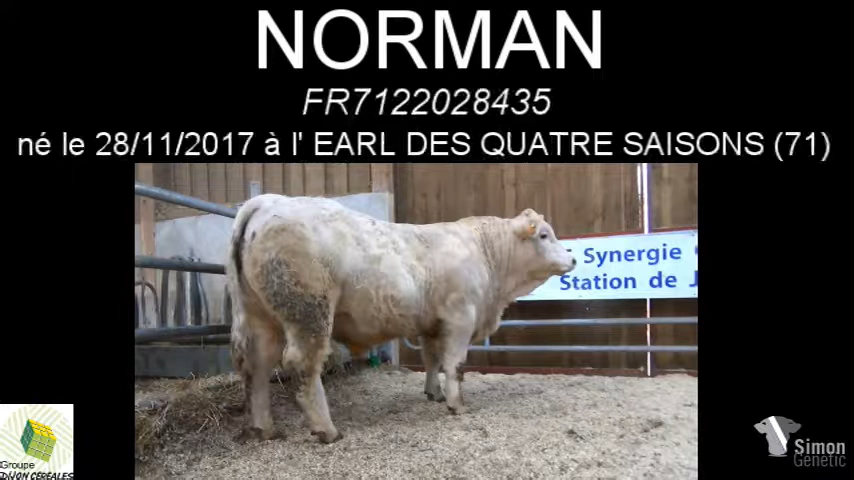 NORMAN
FR7122028435
né le 28/11/2017 à l' EARL DES QUATRE SAISONS (71)
Synergie
Station de J
Groupe
DIJON CÉRÉALES
Simon
Genetic